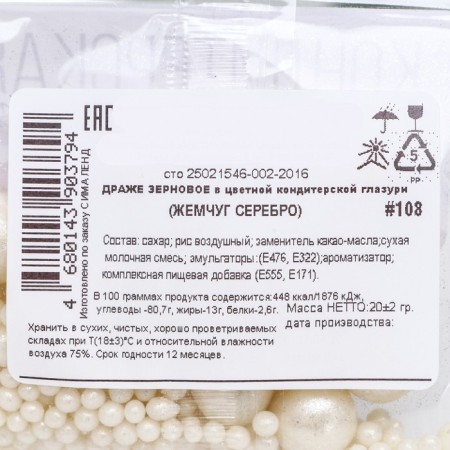 EAC
5
PP
4 680143 903794
Изготовлено по заказу СИМА ЛЕНД
сто 25021546-002-2016
ДРАЖЕ ЗЕРНОВОЕ в цветной кондитерской глазури
(ЖЕМЧУГ СЕРЕБРО) #108
Состав: сахар; рис воздушный; заменитель какао-масла;сухая
молочная смесь; эмульгаторы:(Е476, Е322);ароматизатор;
комплексная пищевая добавка (Е555, Е171).
В 100 граммах продукта содержится:448 ккал/1876 кДж,
углеводы -80,7г, жиры-13г, белки-2,6г.
Масса НЕТТО:20±2 гр.
дата производства:
Хранить в сухих, чистых, хорошо проветриваемых
складах при T(18±3)°С и относительной влажности
воздуха 75%. Срок годности 12 месяцев.